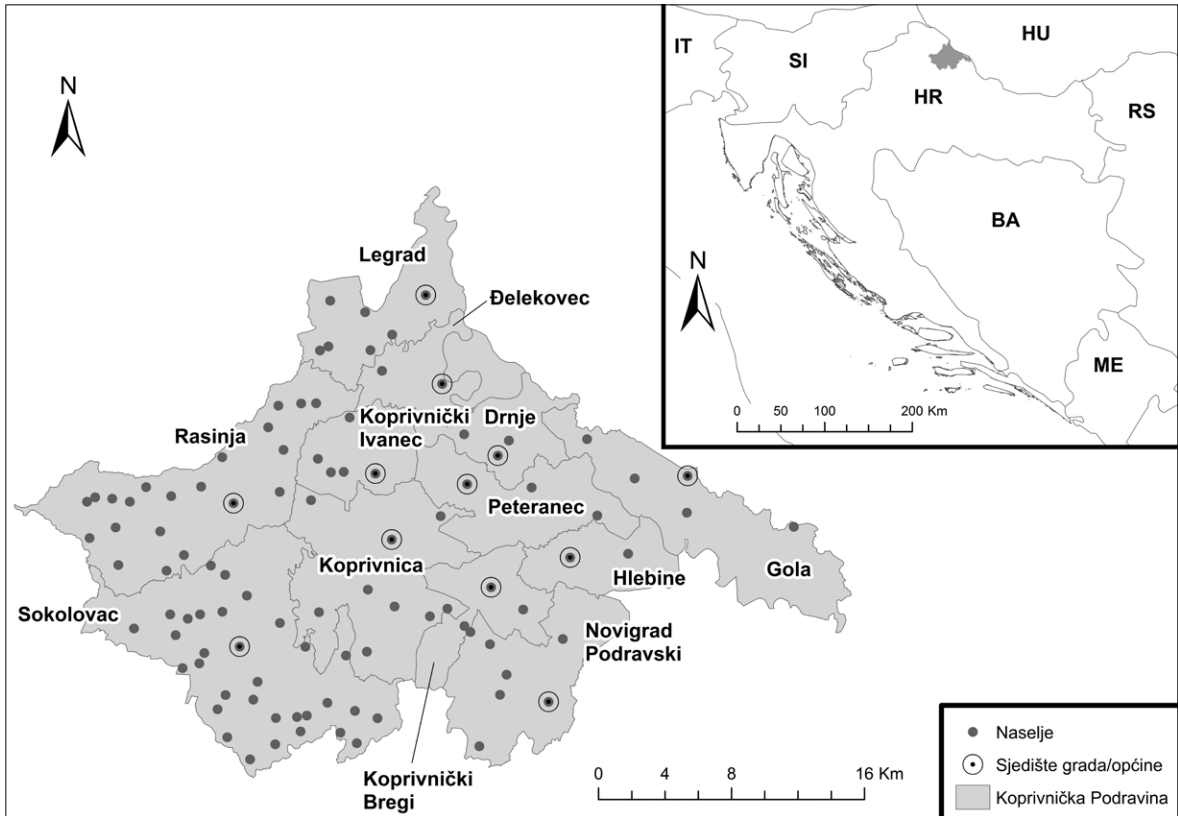 N
Legrad
Đelekovec
Koprivnički
Ivanec
Drnje
Rasinja
Peteranec
Koprivnica
Hlebine
Gola
Sokolovac
Novigrad
Podravski
Koprivnički
Bregi
0 4 8 16 Km
IT
SI
HU
HR
RS
BA
N
ME
0 50 100 200 Km
Naselje
Sjedište grada/općine
Koprivnička Podravina